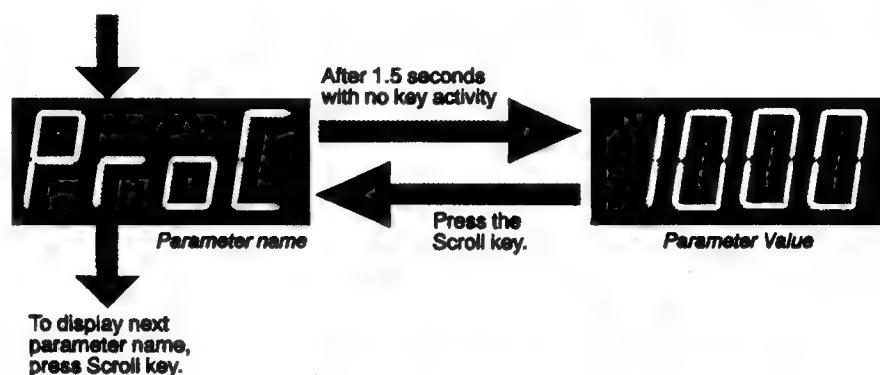 After 1.5 seconds
with no key activity
ProC
1000
Press the
Scroll key.
Parameter name
Parameter Value
To display next
parameter name,
press Scroll key.